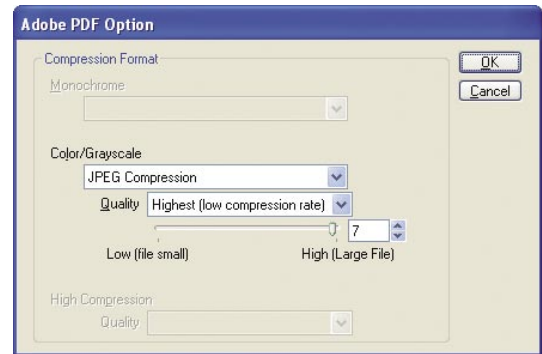 Adobe PDF Option
Compression Format
OK
Monochrome
Cancel
Color/Grayscale
JPEG Compression
Quality Highest (low compression rate)
7
Low (file small) High (Large File)
High Compression
Quality